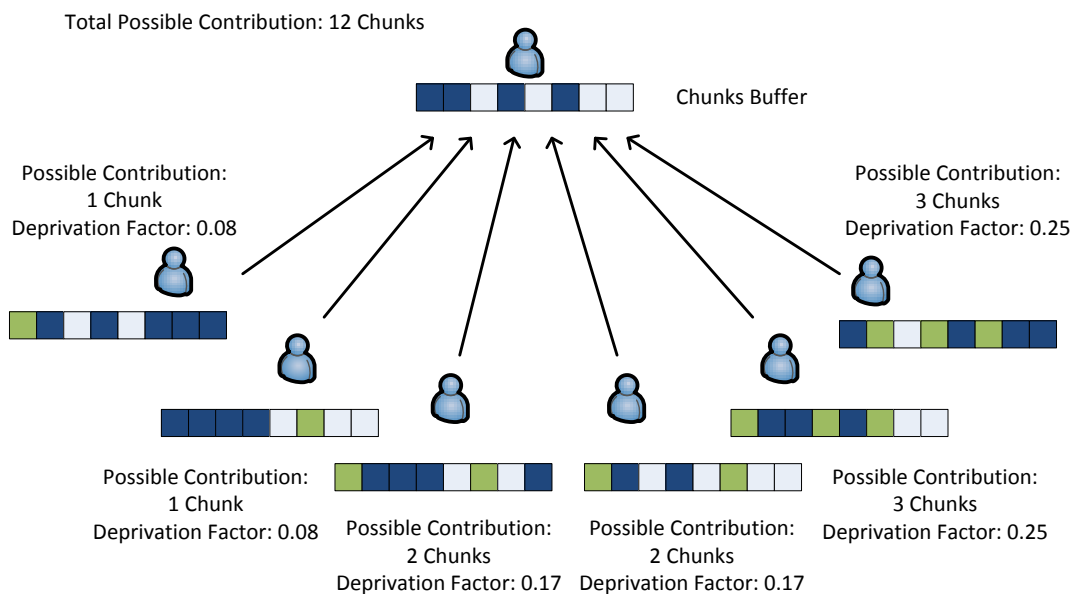 Total Possible Contribution: 12 Chunks
Chunks Buffer
Possible Contribution:
1 Chunk
Deprivation Factor: 0.08
Possible Contribution:
3 Chunks
Deprivation Factor: 0.25
Possible Contribution:
1 Chunk
Deprivation Factor: 0.08
Possible Contribution:
2 Chunks
Deprivation Factor: 0.17
Possible Contribution:
2 Chunks
Deprivation Factor: 0.17
Possible Contribution:
3 Chunks
Deprivation Factor: 0.25